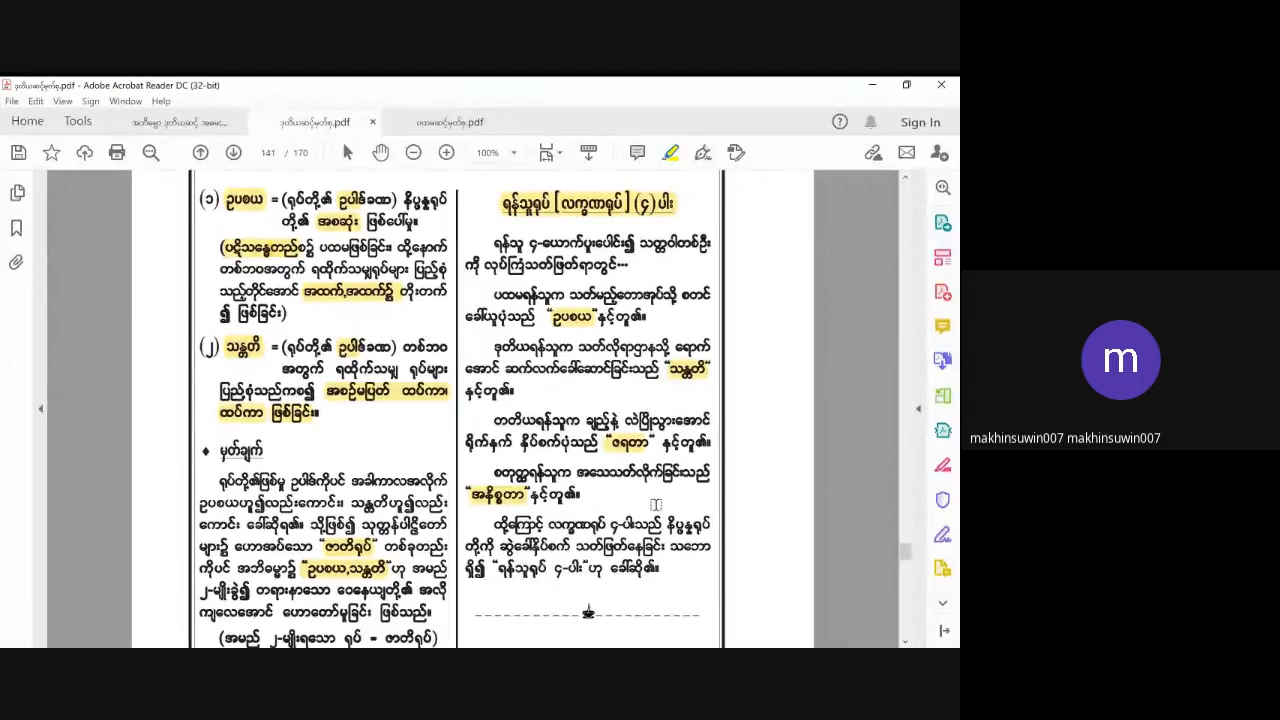 ဒုတိယဆင့်မှတ်စု.pdf - Adobe Acrobat Reader DC (32-bit)
File Edit View Sign Window Help
Home Tools အဘိဓမ္မာ ဒုတိယဆင့် အမေး... ဒုတိယဆင့်မှတ်စု.pdf ပထမဆင့်မှတ်စု.pdf Sign In
141 / 170 100%
(၁) ဥပစယ = (ရုပ်တို့၏ ဥပါဒ်ခဏ) နိပ္ဖန္နရုပ်
တို့၏ အစဆုံး ဖြစ်ပေါ်မှု။
(ပဋိသန္ဓေတည်စ၌ ပထမဖြစ်ခြင်း။ ထို့နောက်
တစ်ဘဝအတွက် ရထိုက်သမျှရုပ်များ ပြည့်စုံ
သည့်တိုင်အောင် အထက်,အထက်၌ တိုးတက်
၍ ဖြစ်ခြင်း)
(၂) သန္တတိ = (ရုပ်တို့၏ ဥပါဒ်ခဏ) တစ်ဘဝ
အတွက် ရထိုက်သမျှ ရုပ်များ
ပြည့်စုံသည်ကစ၍ အစဉ်မပြတ် ထပ်ကာ၊
ထပ်ကာ ဖြစ်ခြင်း။
♦ မှတ်ချက်
ရုပ်တို့၏ဖြစ်မှု ဥပါဒ်ကိုပင် အခါကာလအလိုက်
ဥပစယဟူ၍လည်းကောင်း၊ သန္တတိဟူ၍လည်း
ကောင်း ခေါ်ဆိုရ၏။ သို့ဖြစ်၍ သုတ္တန်ပါဠိတော်
များ၌ ဟောအပ်သော "ဇာတိရုပ်" တစ်ခုတည်း
ကိုပင် အဘိဓမ္မာ၌ "ဥပစယ,သန္တတိ"ဟု အမည်
၂-မျိုးခွဲ၍ တရားနာသော ဝေနေယျတို့၏ အလို
ကျလေအောင် ဟောတော်မူခြင်း ဖြစ်သည်။
(အမည် ၂-မျိုးရသော ရုပ် = ဇာတိရုပ်)
ရန်သူရုပ် [လက္ခဏရုပ်] (၄) ပါး
ရန်သူ ၄-ယောက်ပူးပေါင်း၍ သတ္တဝါတစ်ဦး
ကို လုပ်ကြံသတ်ဖြတ်ရာတွင်...
ပထမရန်သူက သတ်မည့်တောအုပ်သို့ စတင်
ခေါ်ယူပုံသည် "ဥပစယ"နှင့်တူ၏။
ဒုတိယရန်သူက သတ်လိုရာဌာနသို့ ရောက်
အောင် ဆက်လက်ခေါ်ဆောင်ခြင်းသည် "သန္တတိ"
နှင့်တူ၏။
တတိယရန်သူက ချည့်နဲ့ လဲပြိုသွားအောင်
ရိုက်နှက် နှိပ်စက်ပုံသည် "ဇရတာ" နှင့်တူ၏။
စတုတ္ထရန်သူက အသေသတ်လိုက်ခြင်းသည်
"အနိစ္စတာ"နှင့်တူ၏။
ထို့ကြောင့် လက္ခဏရုပ် ၄-ပါးသည် နိပ္ဖန္နရုပ်
တို့ကို ဆွဲခေါ်နှိပ်စက် သတ်ဖြတ်နေခြင်း သဘော
ရှိ၍ "ရန်သူရုပ် ၄-ပါး"ဟု ခေါ်ဆို၏။
m
makhinsuwin007 makhinsuwin007